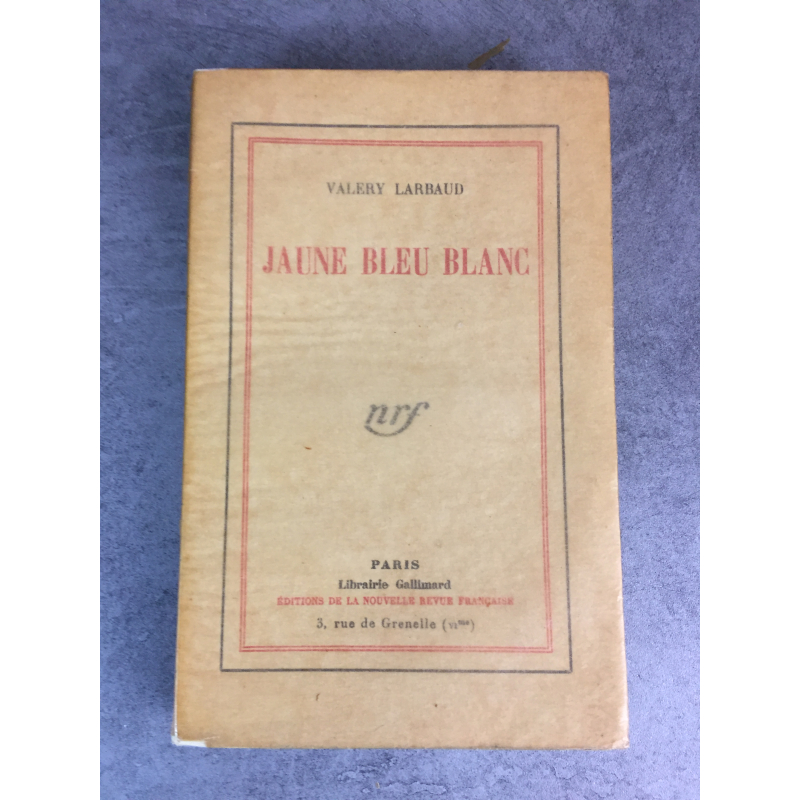 VALERY LARBAUD
JAUNE BLEU BLANC
nrf
PARIS
Librairie Gallimard
ÉDITIONS DE LA NOUVELLE REVUE FRANÇAISE
3, rue de Grenelle (VIme)